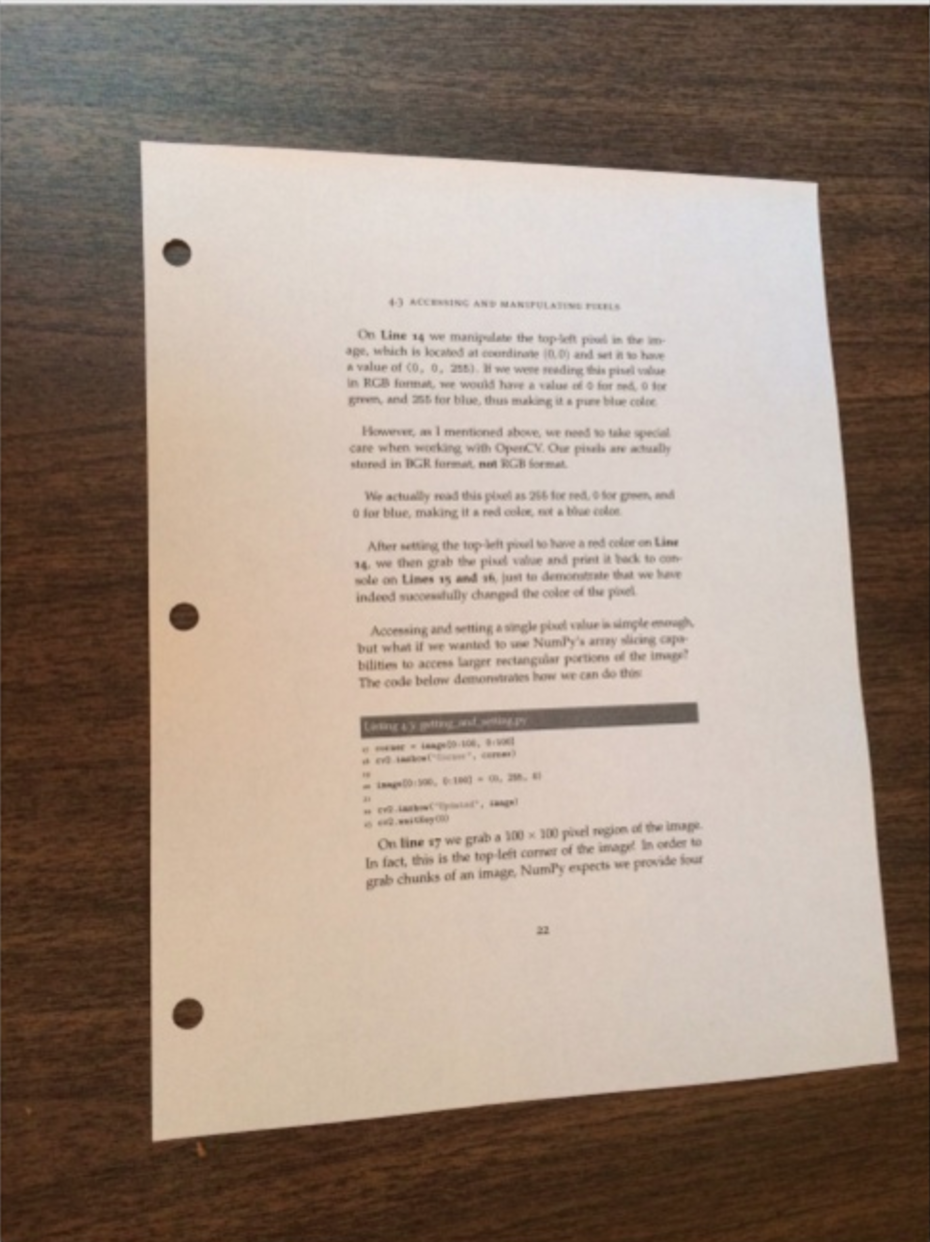 4.3 ACCESSING AND MANIPULATING PIXELS
On Line 14 we manipulate the top-left pixel in the im-
age, which is located at coordinate (0,0) and set it to have
a value of (0, 0, 255). If we were reading this pixel value
in RGB format, we would have a value of 0 for red, 0 for
green, and 255 for blue, thus making it a pure blue color.
However, as I mentioned above, we need to take special
care when working with OpenCV. Our pixels are actually
stored in BGR format, not RGB format.
We actually read this pixel as 255 for red, 0 for green, and
0 for blue, making it a red color, not a blue color.
After setting the top-left pixel to have a red color on Line
14, we then grab the pixel value and print it back to con-
sole on Lines 15 and 16, just to demonstrate that we have
indeed successfully changed the color of the pixel.
Accessing and setting a single pixel value is simple enough,
but what if we wanted to use NumPy's array slicing capa-
bilities to access larger rectangular portions of the image?
The code below demonstrates how we can do this:
Listing 4.3: getting_and_setting.py
17 corner = image[0:100, 0:100]
18 cv2.imshow("Corner", corner)
19
20 image[0:100, 0:100] = (0, 255, 0)
21
22 cv2.imshow("Updated", image)
23 cv2.waitKey(0)
On line 17 we grab a 100 × 100 pixel region of the image.
In fact, this is the top-left corner of the image! In order to
grab chunks of an image, NumPy expects we provide four
22